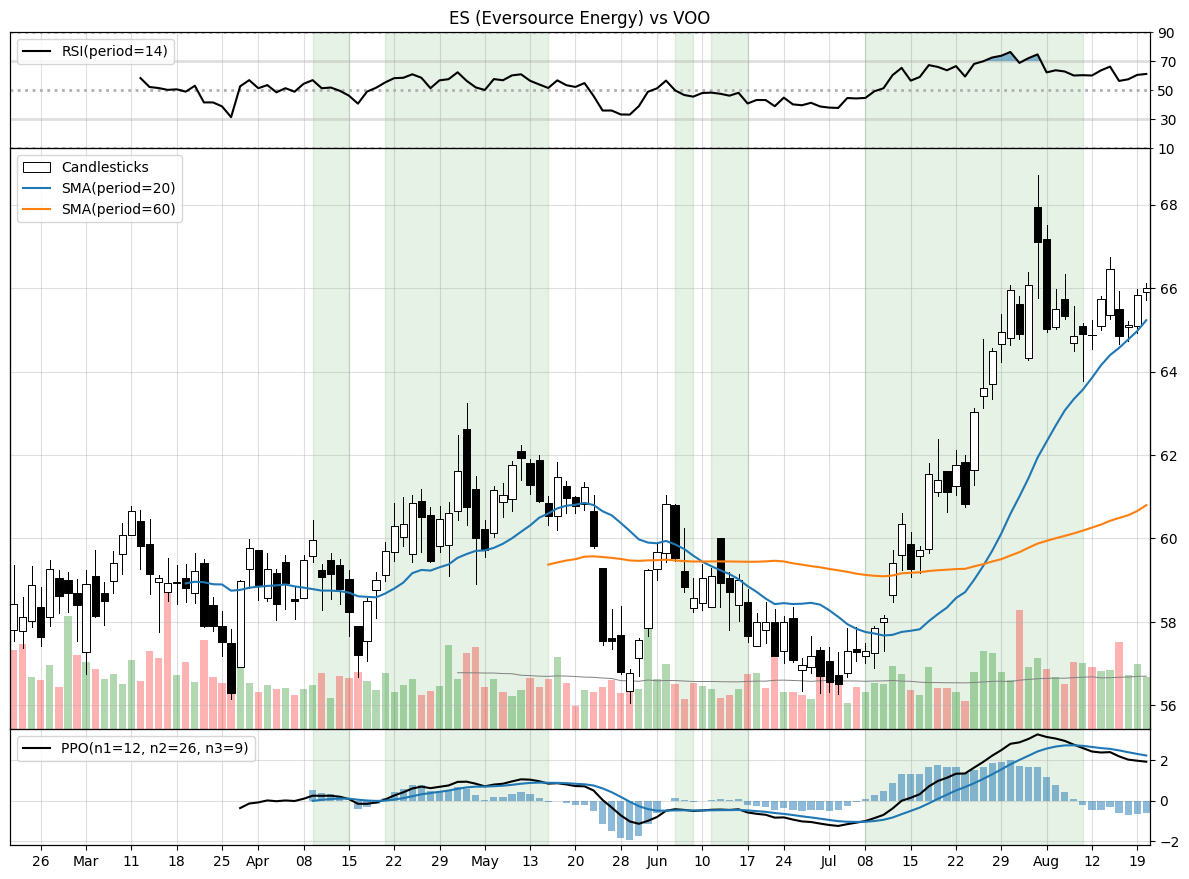 ES (Eversource Energy) vs VOO
RSI(period=14)
90
70
50
30
10
Candlesticks
SMA(period=20)
SMA(period=60)
68
66
64
62
60
58
56
PPO(n1=12, n2=26, n3=9)
2
0
−2
26 Mar 11 18 25 Apr 08 15 22 29 May 13 20 28 Jun 10 17 24 Jul 08 15 22 29 Aug 12 19